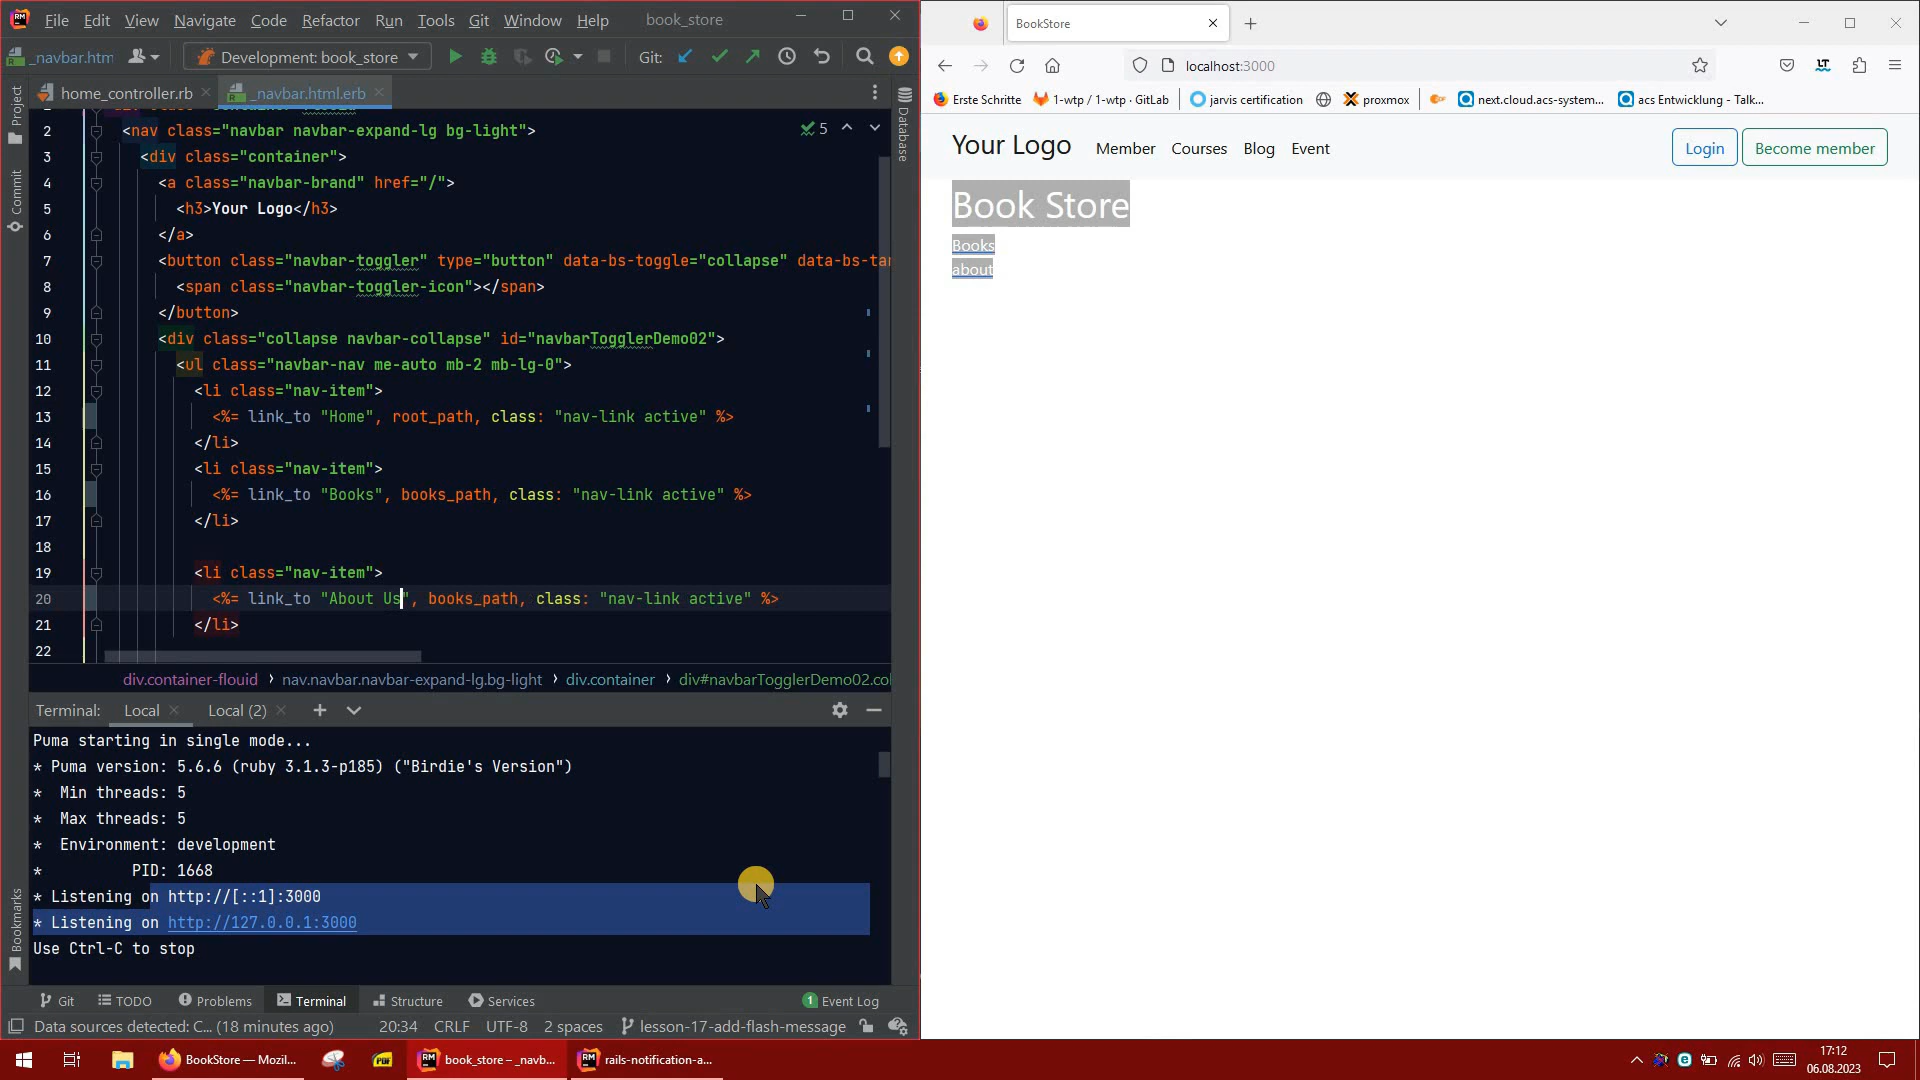 File Edit View Navigate Code Refactor Run Tools Git Window Help book_store
_navbar.htm Development: book_store Git:
home_controller.rb _navbar.html.erb
2 <nav class="navbar navbar-expand-lg bg-light"> 5
3 <div class="container">
4 <a class="navbar-brand" href="/">
5 <h3>Your Logo</h3>
6 </a>
7 <button class="navbar-toggler" type="button" data-bs-toggle="collapse" data-bs-tar
8 <span class="navbar-toggler-icon"></span>
9 </button>
10 <div class="collapse navbar-collapse" id="navbarTogglerDemo02">
11 <ul class="navbar-nav me-auto mb-2 mb-lg-0">
12 <li class="nav-item">
13 <%= link_to "Home", root_path, class: "nav-link active" %>
14 </li>
15 <li class="nav-item">
16 <%= link_to "Books", books_path, class: "nav-link active" %>
17 </li>
18
19 <li class="nav-item">
20 <%= link_to "About Us", books_path, class: "nav-link active" %>
21 </li>
22
div.container-flouid › nav.navbar.navbar-expand-lg.bg-light › div.container › div#navbarTogglerDemo02.col
Project
Commit
Bookmarks
Database
Terminal: Local Local (2)
Puma starting in single mode...
* Puma version: 5.6.6 (ruby 3.1.3-p185) ("Birdie's Version")
* Min threads: 5
* Max threads: 5
* Environment: development
* PID: 1668
* Listening on http://[::1]:3000
* Listening on http://127.0.0.1:3000
Use Ctrl-C to stop
Git TODO Problems Terminal Structure Services 1 Event Log
Data sources detected: C... (18 minutes ago) 20:34 CRLF UTF-8 2 spaces lesson-17-add-flash-message
BookStore
localhost:3000
Erste Schritte 1-wtp / 1-wtp · GitLab jarvis certification proxmox next.cloud.acs-system... acs Entwicklung - Talk...
Your Logo Member Courses Blog Event Login Become member
Book Store
Books
about
BookStore — Mozil... PDF book_store – _navb... rails-notification-a...
17:12
06.08.2023